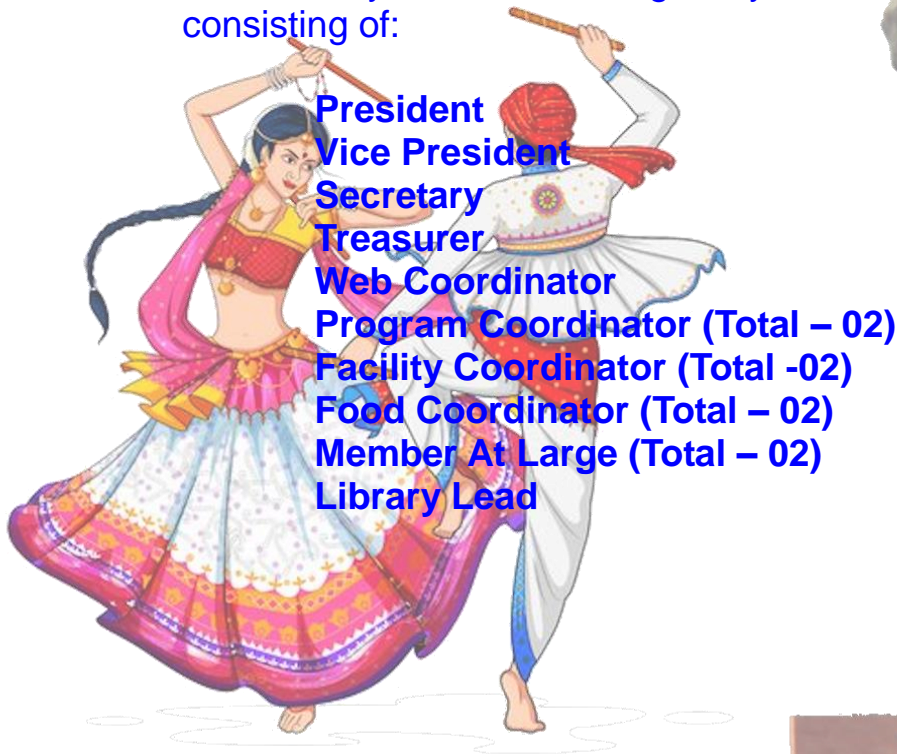 consisting of:
President
Vice President
Secretary
Treasurer
Web Coordinator
Program Coordinator (Total – 02)
Facility Coordinator (Total -02)
Food Coordinator (Total – 02)
Member At Large (Total – 02)
Library Lead